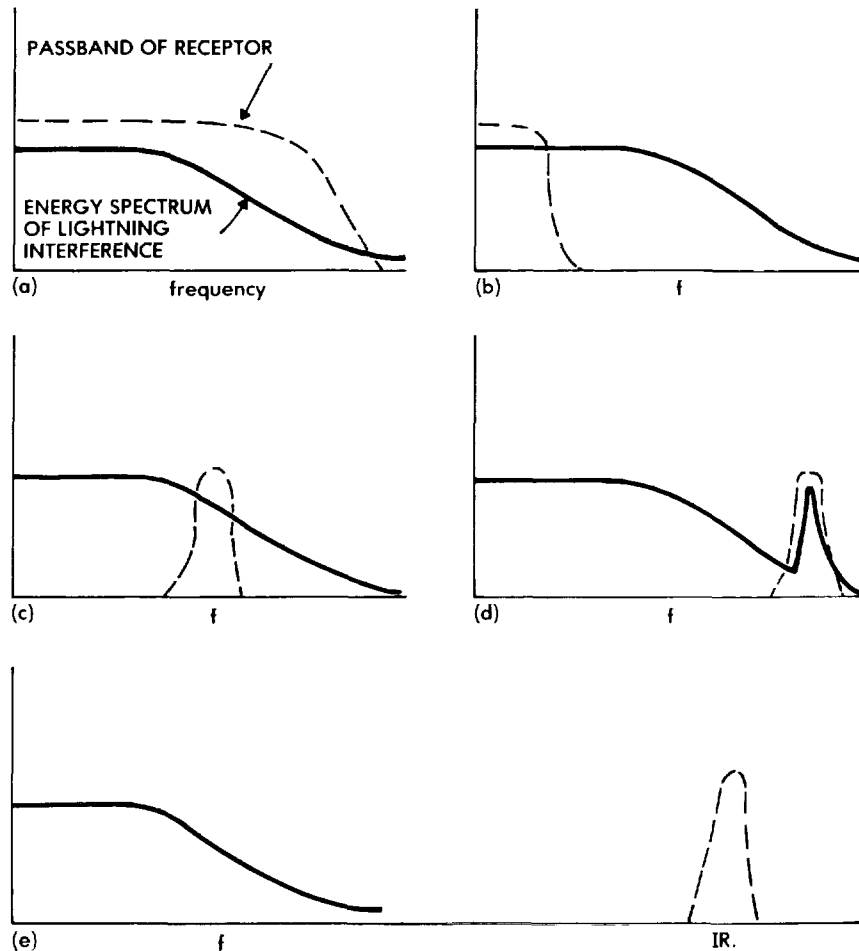 PASSBAND OF RECEPTOR
ENERGY SPECTRUM
OF LIGHTNING
INTERFERENCE
(a)
frequency
(b)
f
(c)
f
(d)
f
(e)
f
IR.